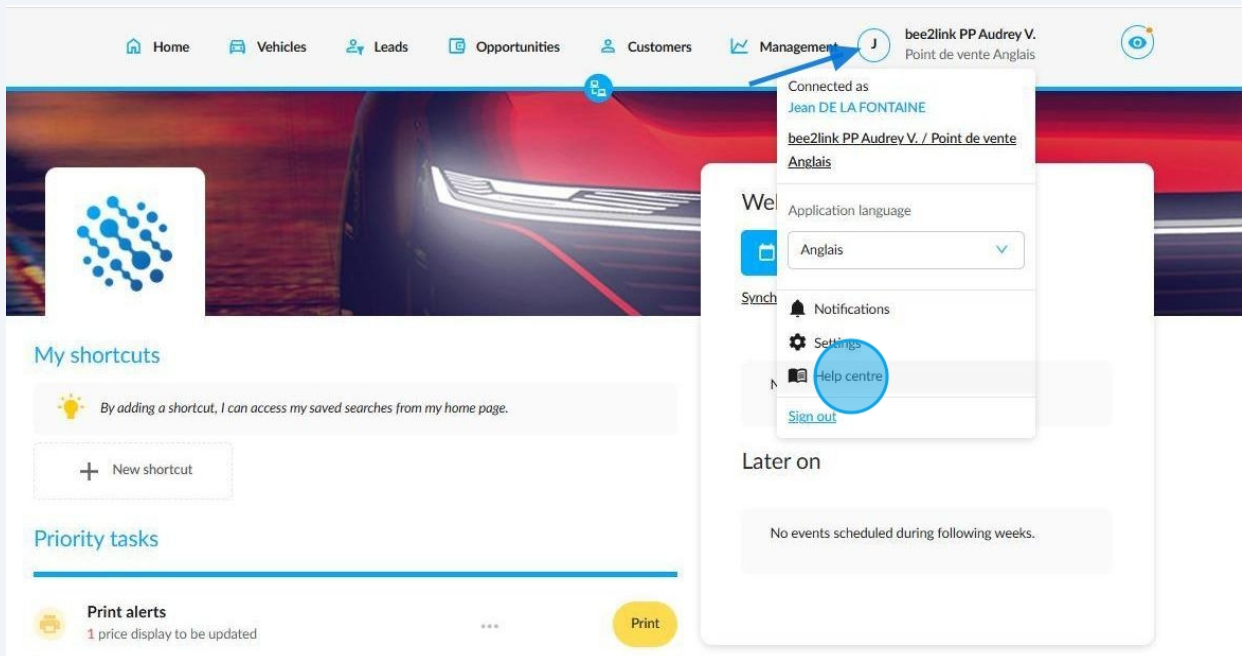 Home
Vehicles
Leads
Opportunities
Customers
Management
J
bee2link PP Audrey V.
Point de vente Anglais
Connected as
Jean DE LA FONTAINE
bee2link PP Audrey V. / Point de vente
Anglais
Application language
Anglais
Notifications
Settings
Help centre
Sign out
Wel
Synch
N
My shortcuts
By adding a shortcut, I can access my saved searches from my home page.
New shortcut
Later on
No events scheduled during following weeks.
Priority tasks
Print alerts
1 price display to be updated
Print